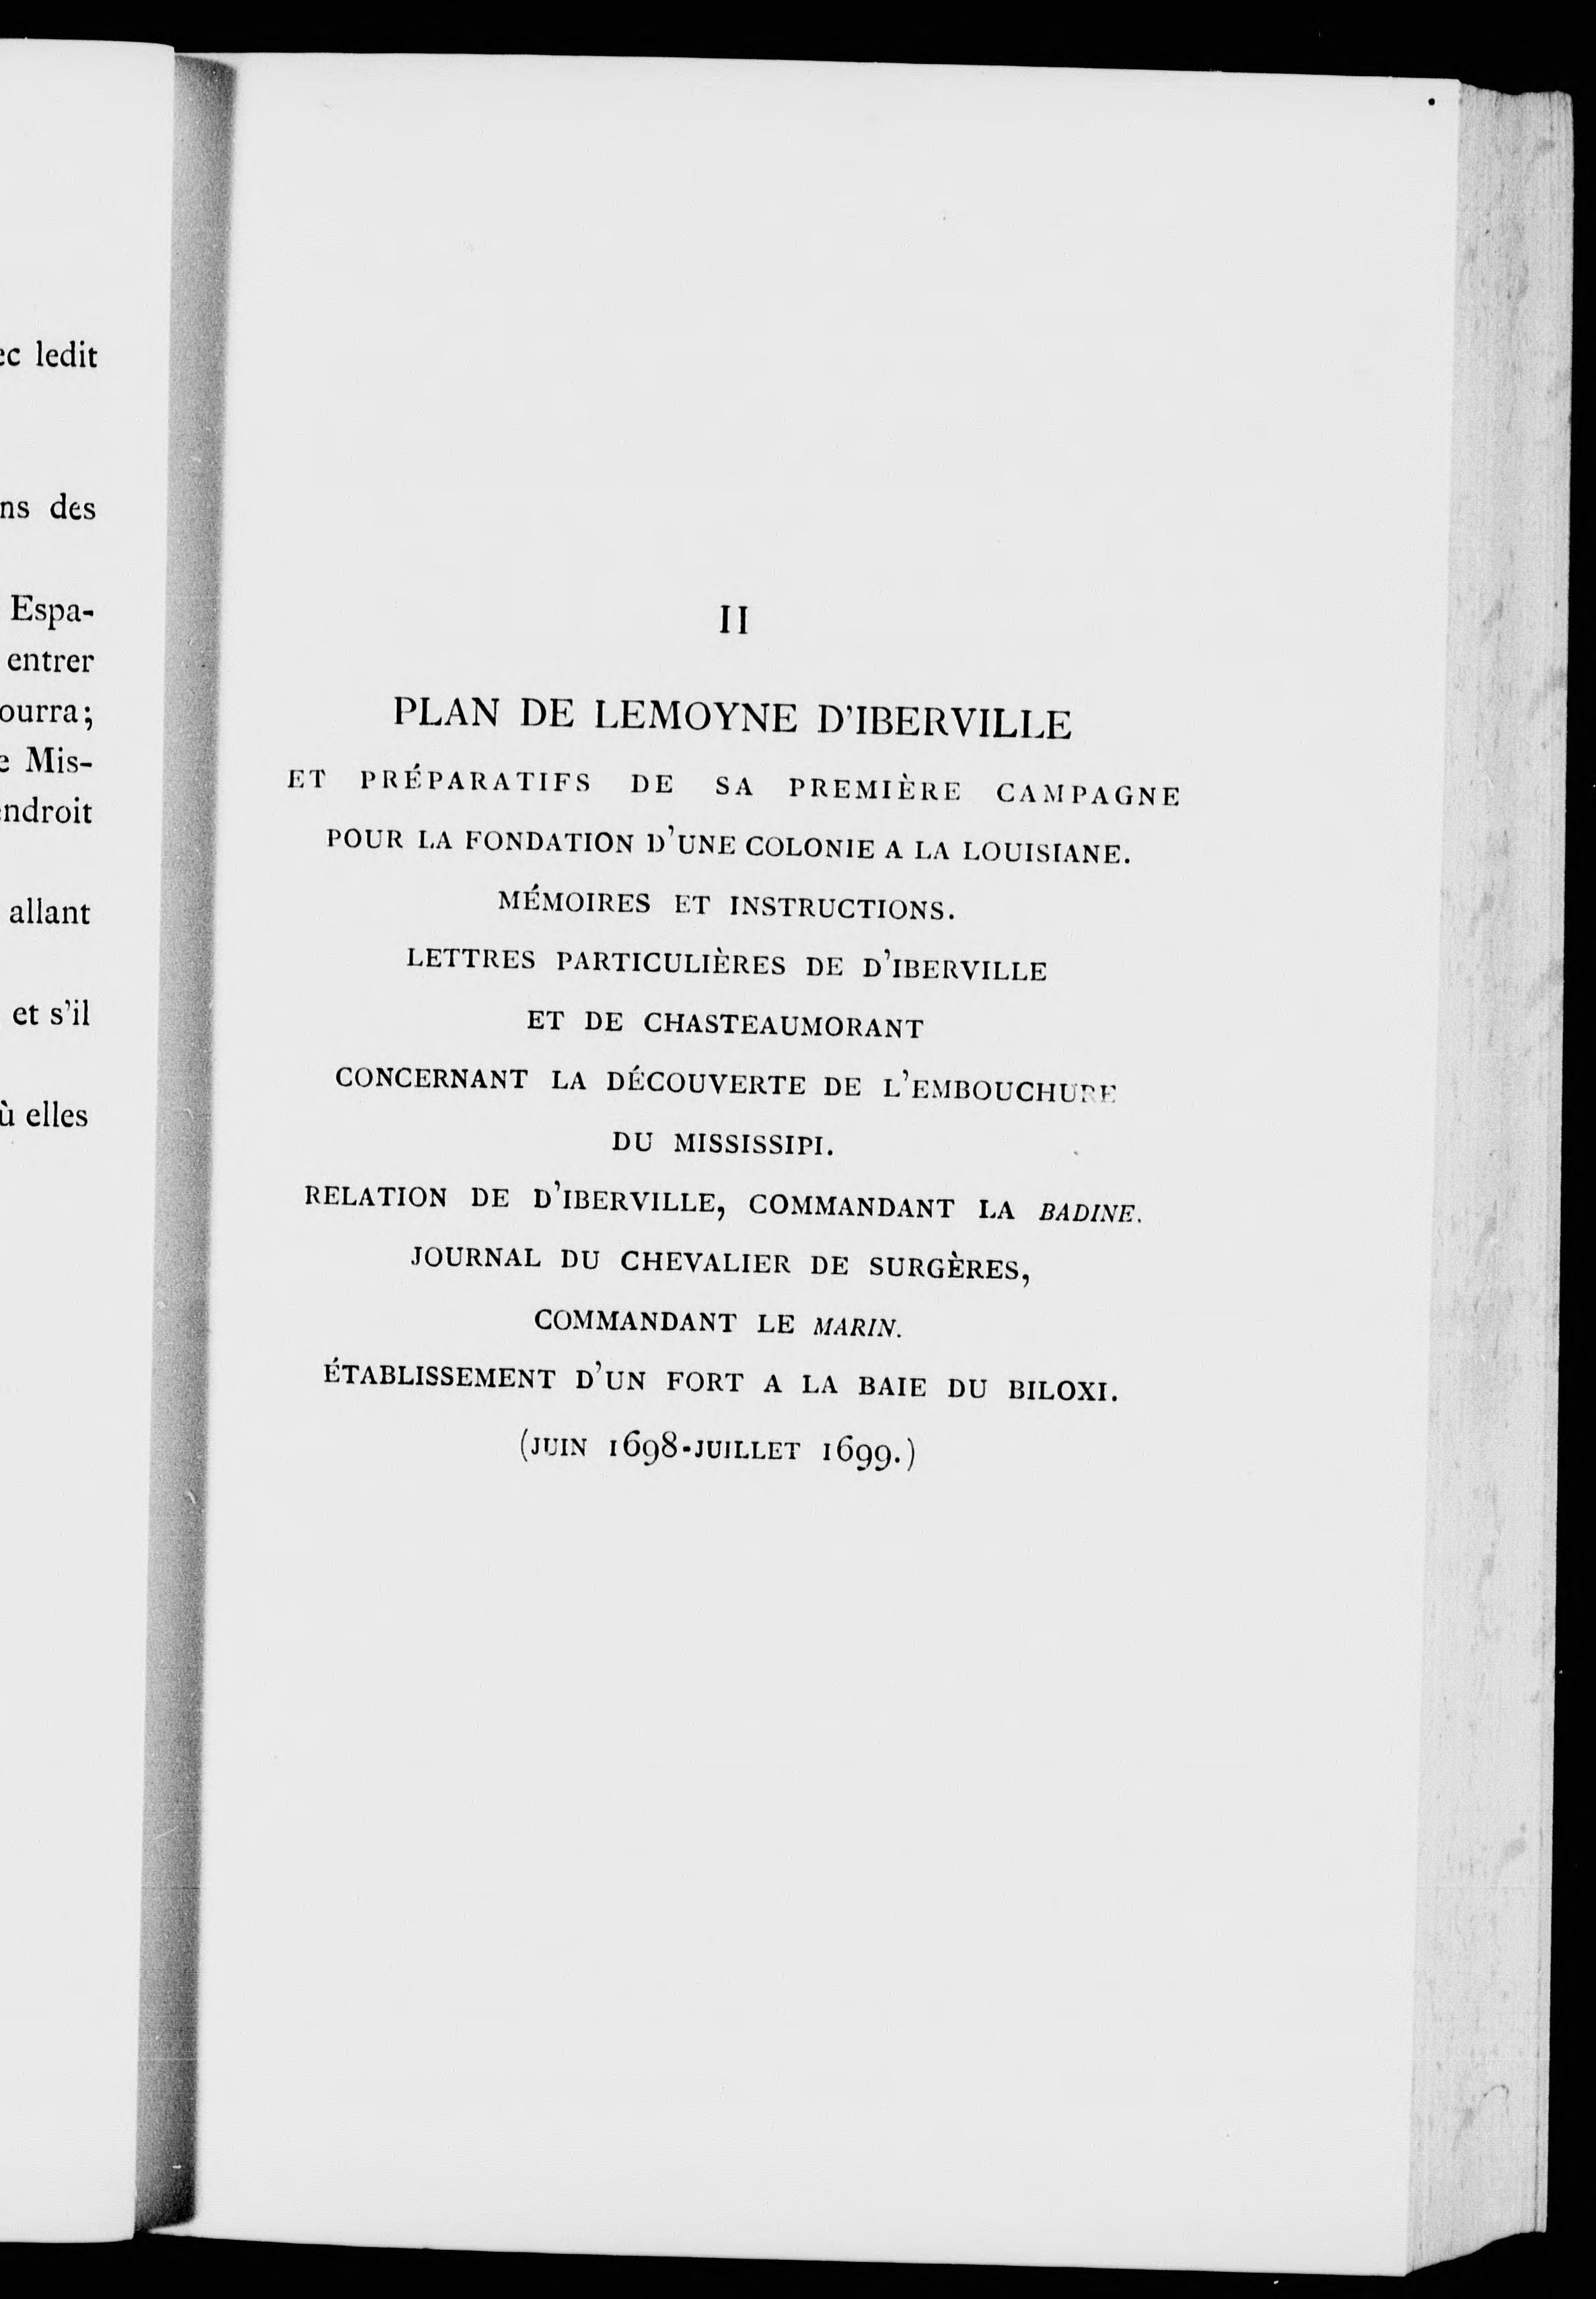 ec ledit
ns des
Espa-
entrer
ourra;
e Mis-
endroit
allant
et s'il
ù elles
II
PLAN DE LEMOYNE D'IBERVILLE
ET PRÉPARATIFS DE SA PREMIÈRE CAMPAGNE
POUR LA FONDATION D'UNE COLONIE A LA LOUISIANE.
MÉMOIRES ET INSTRUCTIONS.
LETTRES PARTICULIÈRES DE D'IBERVILLE
ET DE CHASTEAUMORANT
CONCERNANT LA DÉCOUVERTE DE L'EMBOUCHURE
DU MISSISSIPI.
RELATION DE D'IBERVILLE, COMMANDANT LA BADINE.
JOURNAL DU CHEVALIER DE SURGÈRES,
COMMANDANT LE MARIN.
ÉTABLISSEMENT D'UN FORT A LA BAIE DU BILOXI.
(JUIN 1698-JUILLET 1699.)